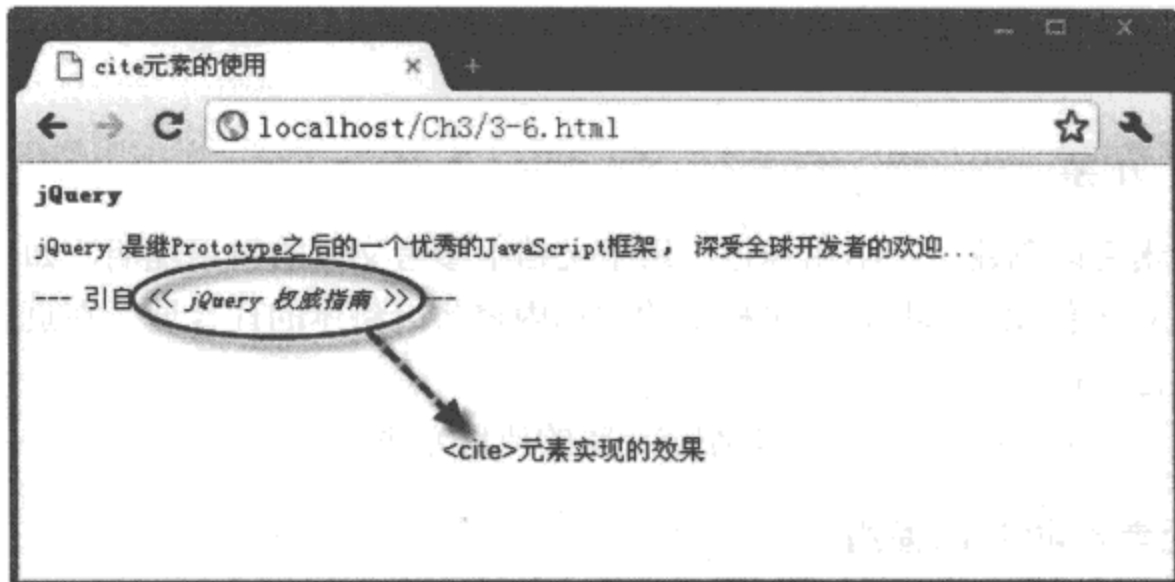 cite元素的使用
localhost/Ch3/3-6.html
jQuery
jQuery 是继Prototype之后的一个优秀的JavaScript框架， 深受全球开发者的欢迎...
--- 引自 << jQuery 权威指南 >> ---
<cite>元素实现的效果